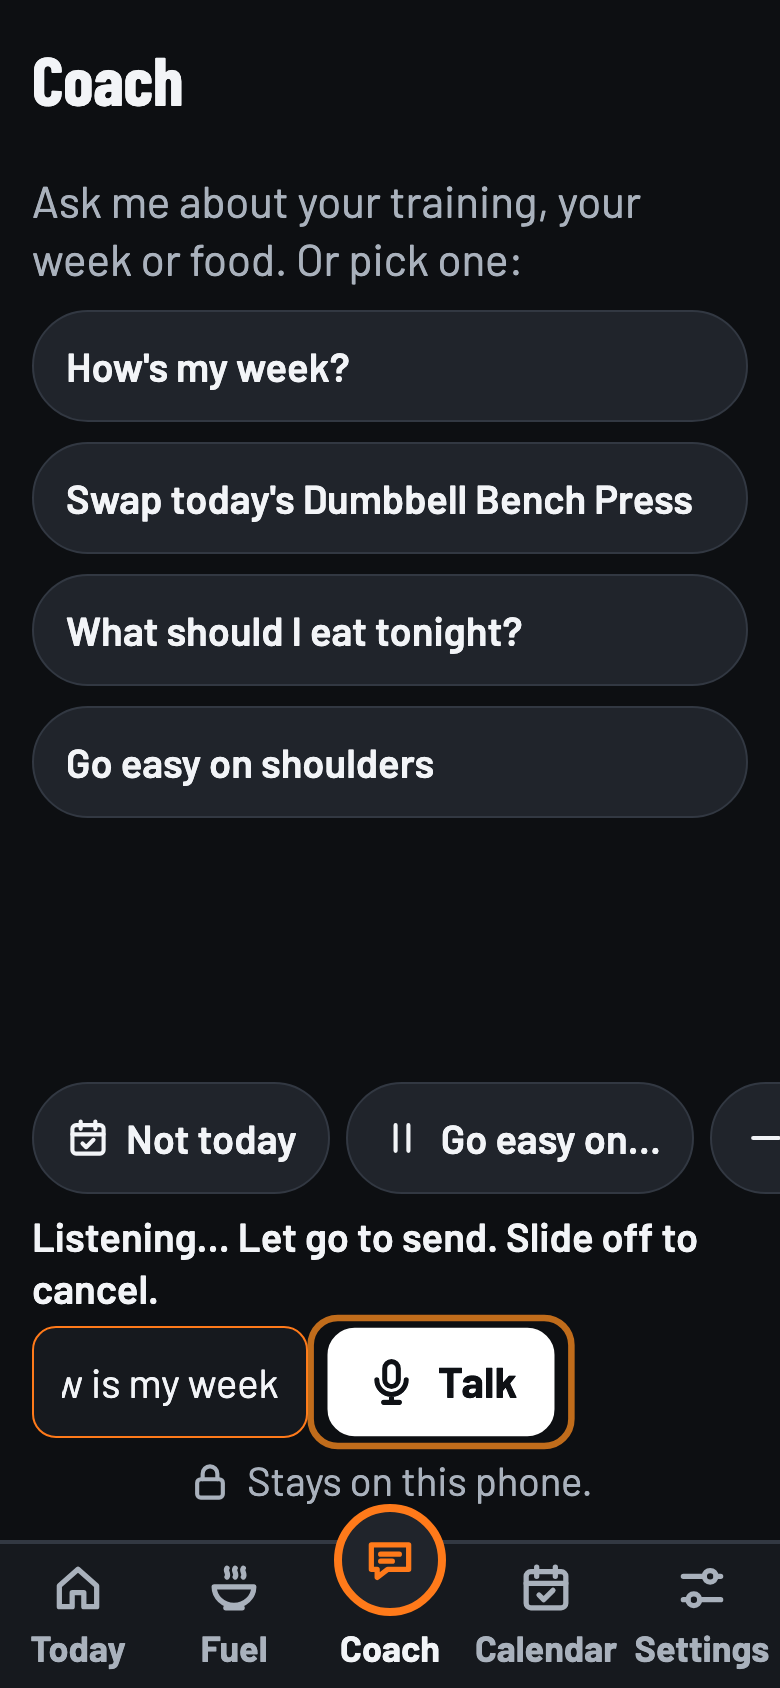 Coach
Ask me about your training, your
week or food. Or pick one:
How's my week?
Swap today's Dumbbell Bench Press
What should I eat tonight?
Go easy on shoulders
Not today
Go easy on...
Listening... Let go to send. Slide off to
cancel.
w is my week
Talk
Stays on this phone.
Today
Fuel
Coach
Calendar
Settings